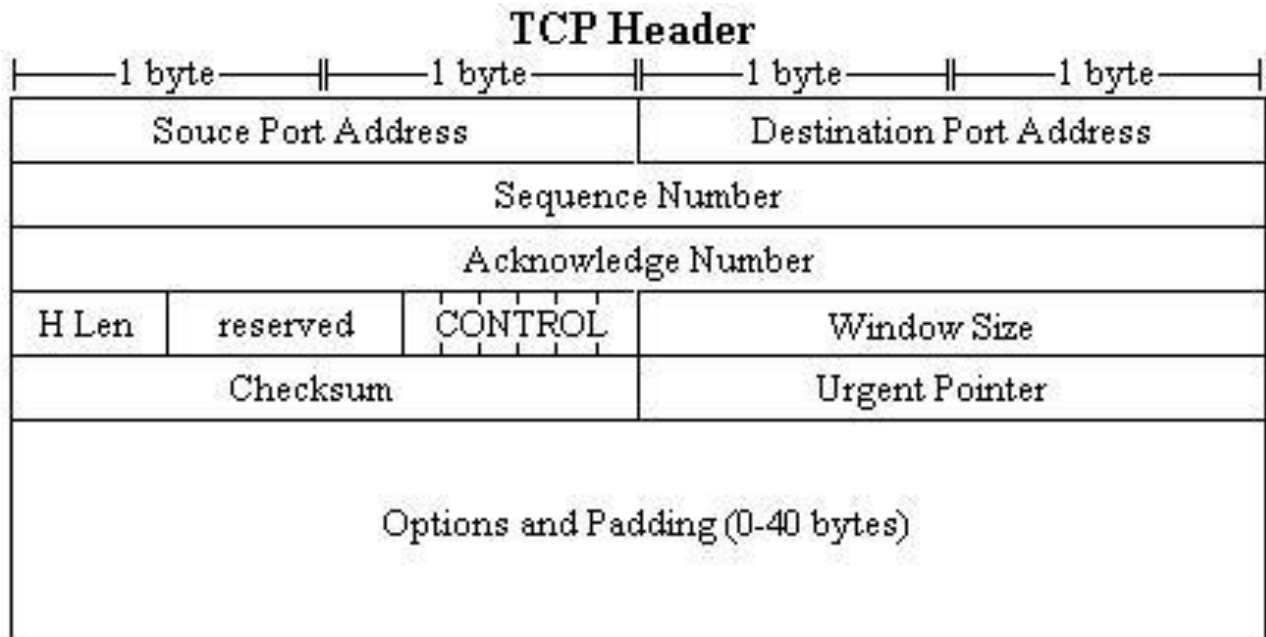 TCP Header
1 byte 1 byte 1 byte 1 byte
Souce Port Address Destination Port Address
Sequence Number
Acknowledge Number
H Len reserved CONTROL Window Size
Checksum Urgent Pointer
Options and Padding (0-40 bytes)